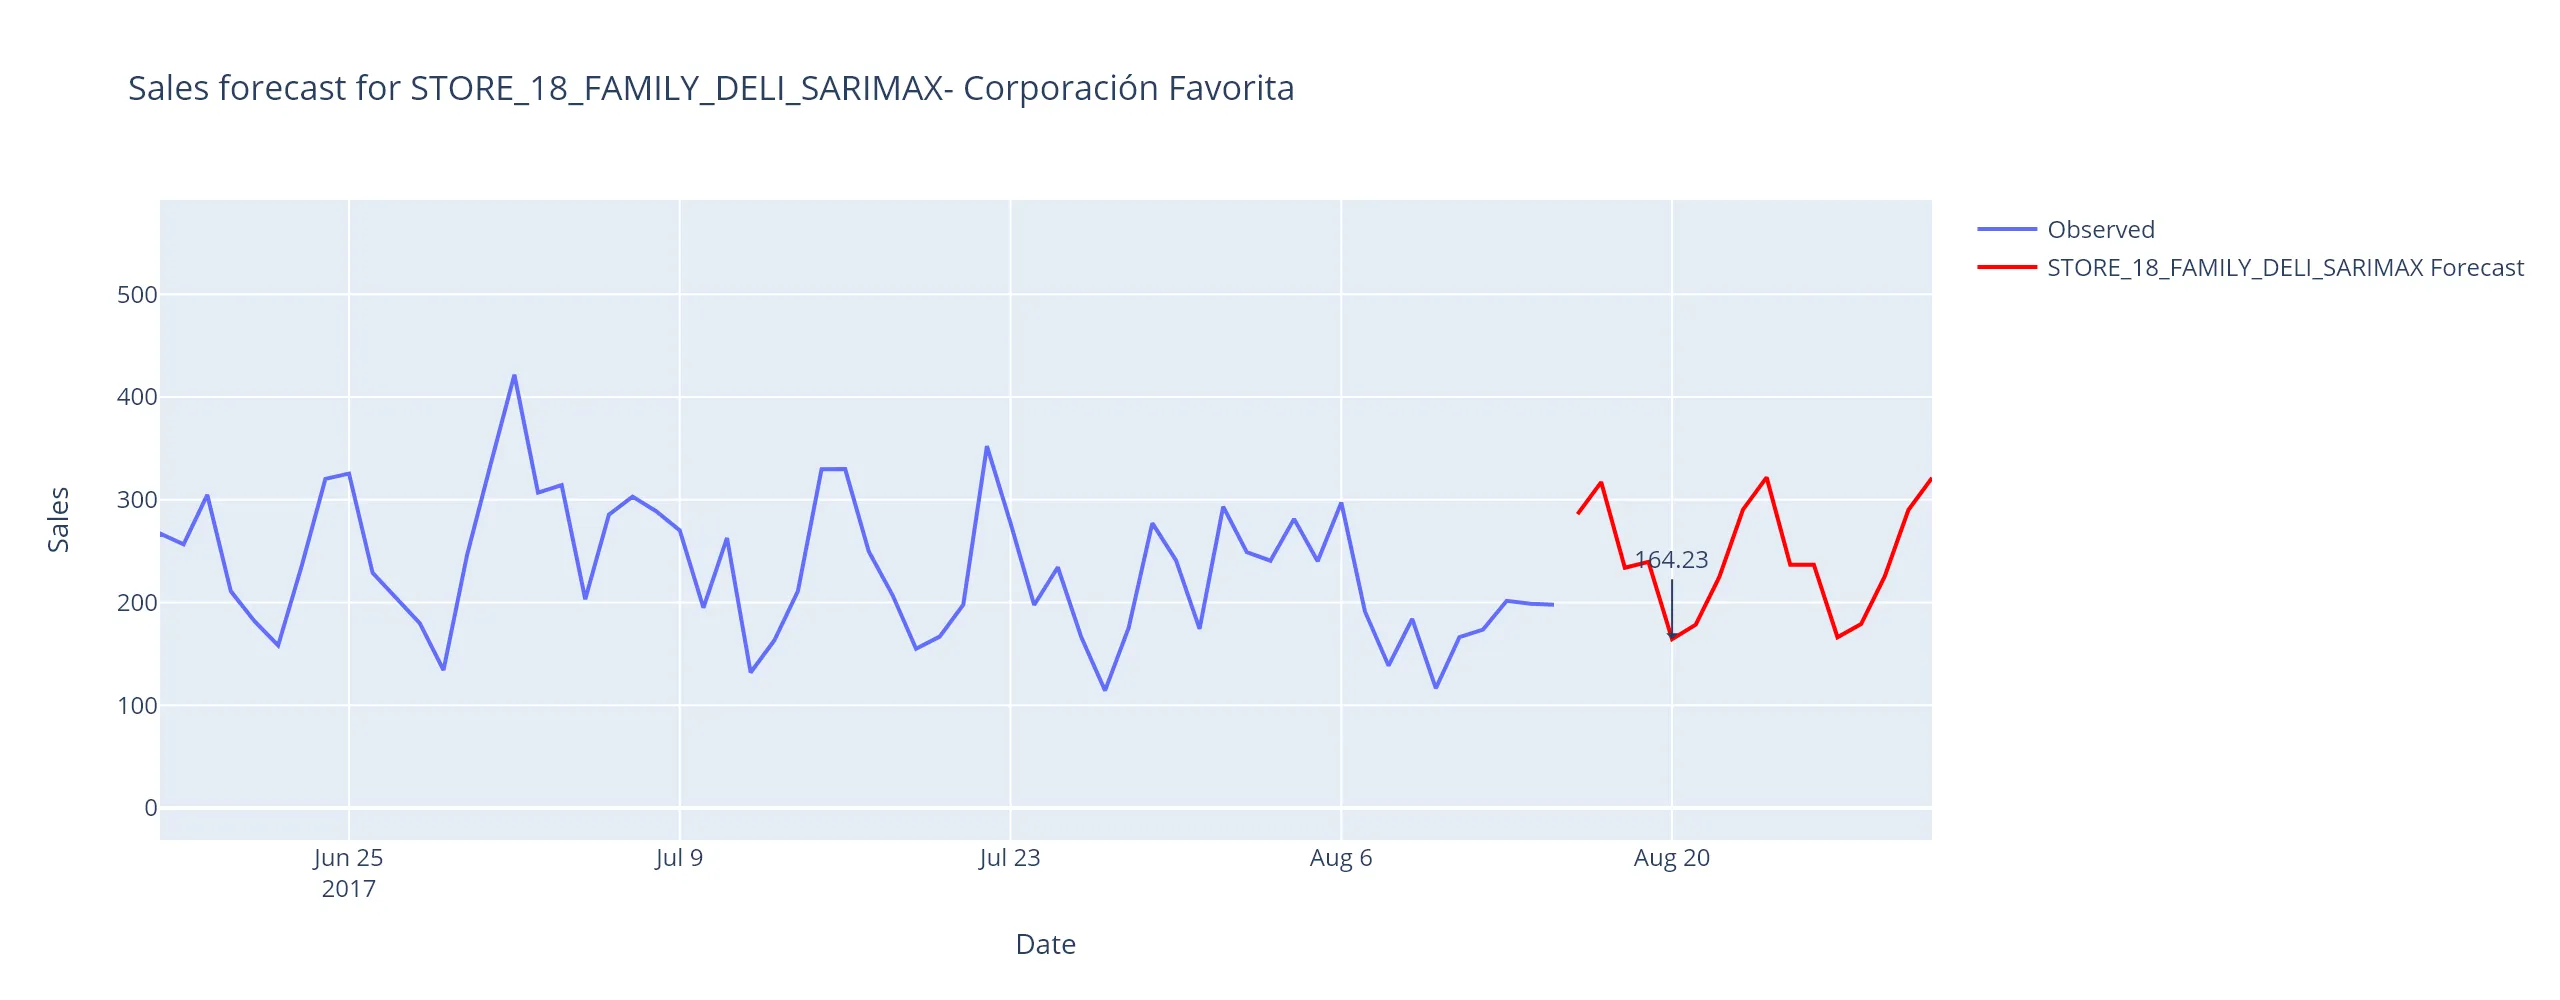 Sales forecast for STORE_18_FAMILY_DELI_SARIMAX- Corporación Favorita
Observed
STORE_18_FAMILY_DELI_SARIMAX Forecast
Sales
500
400
300
200
100
0
164.23
Jun 25
2017
Jul 9
Jul 23
Aug 6
Aug 20
Date